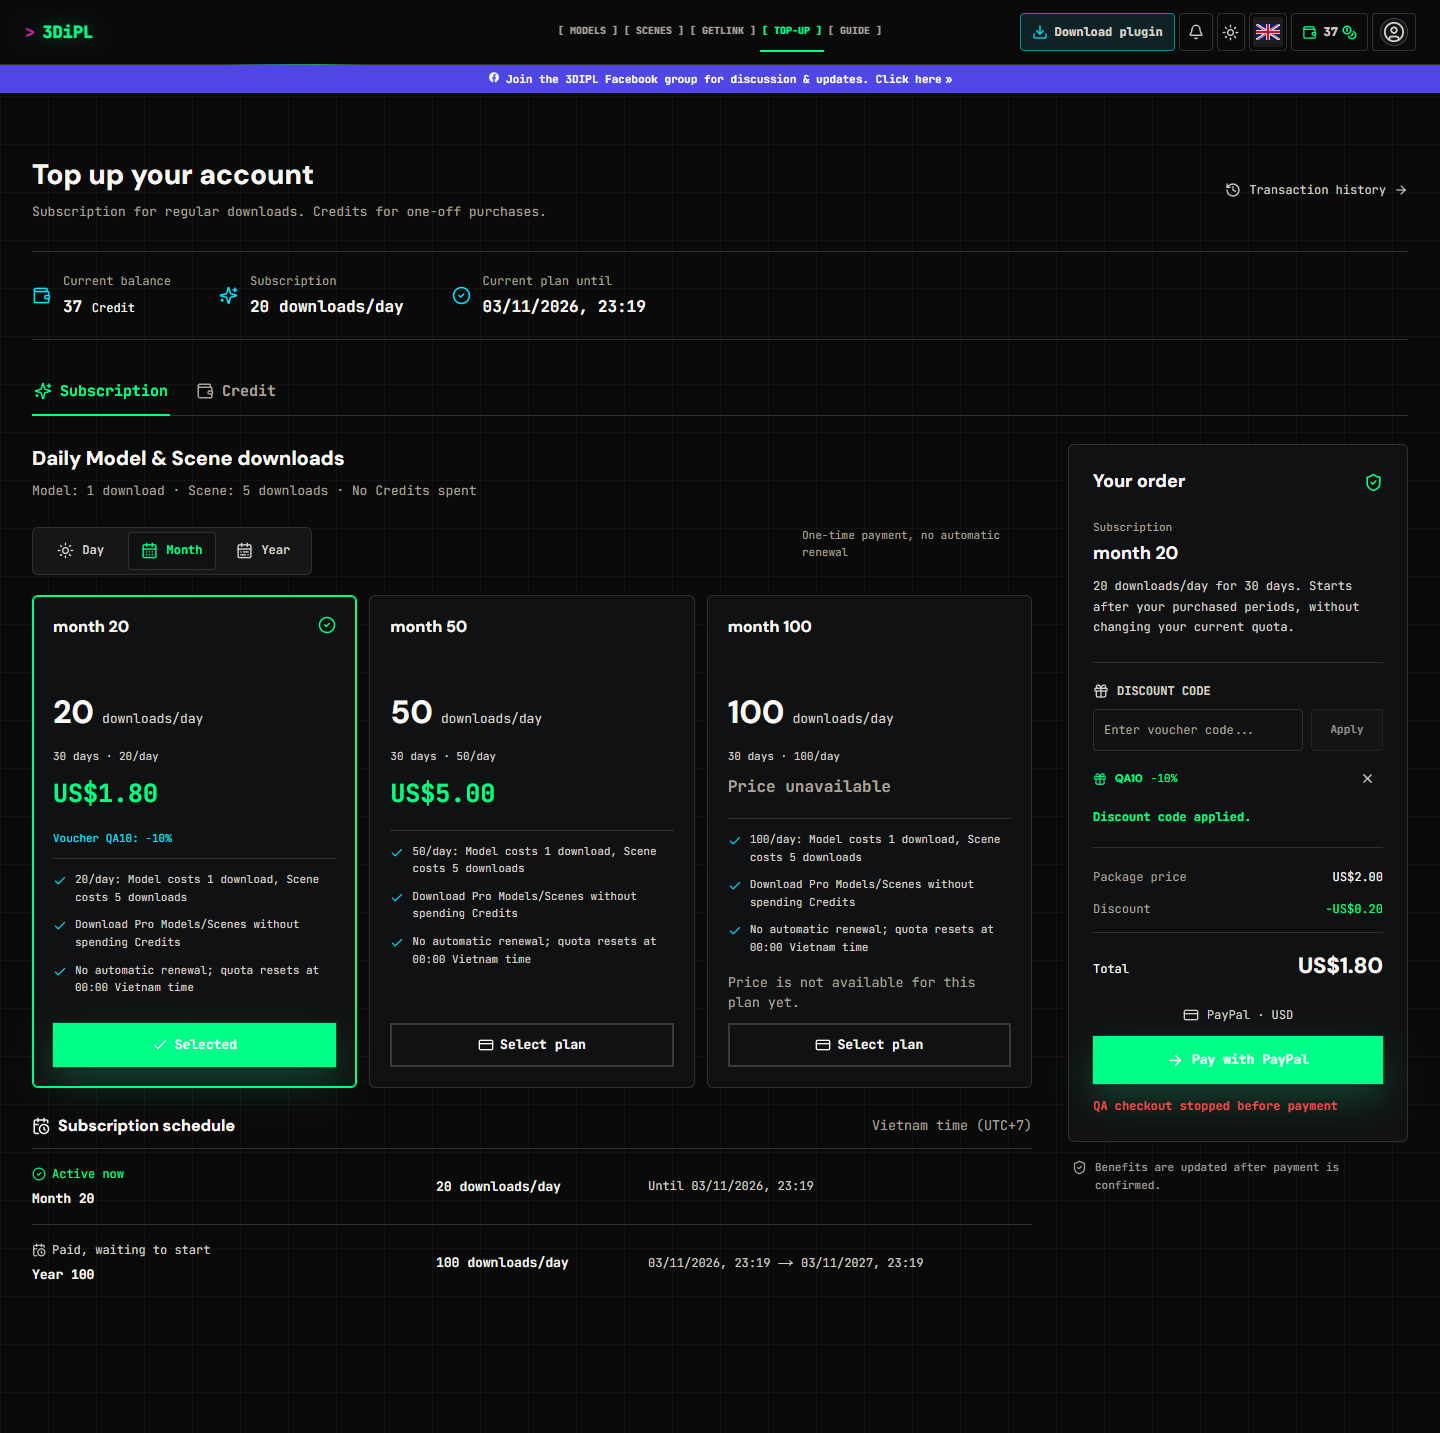 > 3DiPL
[ MODELS ] [ SCENES ] [ GETLINK ] [ TOP-UP ] [ GUIDE ]
Download plugin
37
Join the 3DIPL Facebook group for discussion & updates. Click here »
Top up your account
Subscription for regular downloads. Credits for one-off purchases.
Transaction history →
Current balance
37 Credit
Subscription
20 downloads/day
Current plan until
03/11/2026, 23:19
Subscription
Credit
Daily Model & Scene downloads
Model: 1 download · Scene: 5 downloads · No Credits spent
Day
Month
Year
One-time payment, no automatic
renewal
month 20
20 downloads/day
30 days · 20/day
US$1.80
Voucher QA10: -10%
20/day: Model costs 1 download, Scene
costs 5 downloads
Download Pro Models/Scenes without
spending Credits
No automatic renewal; quota resets at
00:00 Vietnam time
Selected
month 50
50 downloads/day
30 days · 50/day
US$5.00
50/day: Model costs 1 download, Scene
costs 5 downloads
Download Pro Models/Scenes without
spending Credits
No automatic renewal; quota resets at
00:00 Vietnam time
Select plan
month 100
100 downloads/day
30 days · 100/day
Price unavailable
100/day: Model costs 1 download, Scene
costs 5 downloads
Download Pro Models/Scenes without
spending Credits
No automatic renewal; quota resets at
00:00 Vietnam time
Price is not available for this
plan yet.
Select plan
Your order
Subscription
month 20
20 downloads/day for 30 days. Starts
after your purchased periods, without
changing your current quota.
DISCOUNT CODE
Enter voucher code...
Apply
QA10 -10%
Discount code applied.
Package price US$2.00
Discount -US$0.20
Total US$1.80
PayPal · USD
→ Pay with PayPal
QA checkout stopped before payment
Benefits are updated after payment is
confirmed.
Subscription schedule
Vietnam time (UTC+7)
Active now
Month 20
20 downloads/day
Until 03/11/2026, 23:19
Paid, waiting to start
Year 100
100 downloads/day
03/11/2026, 23:19 → 03/11/2027, 23:19